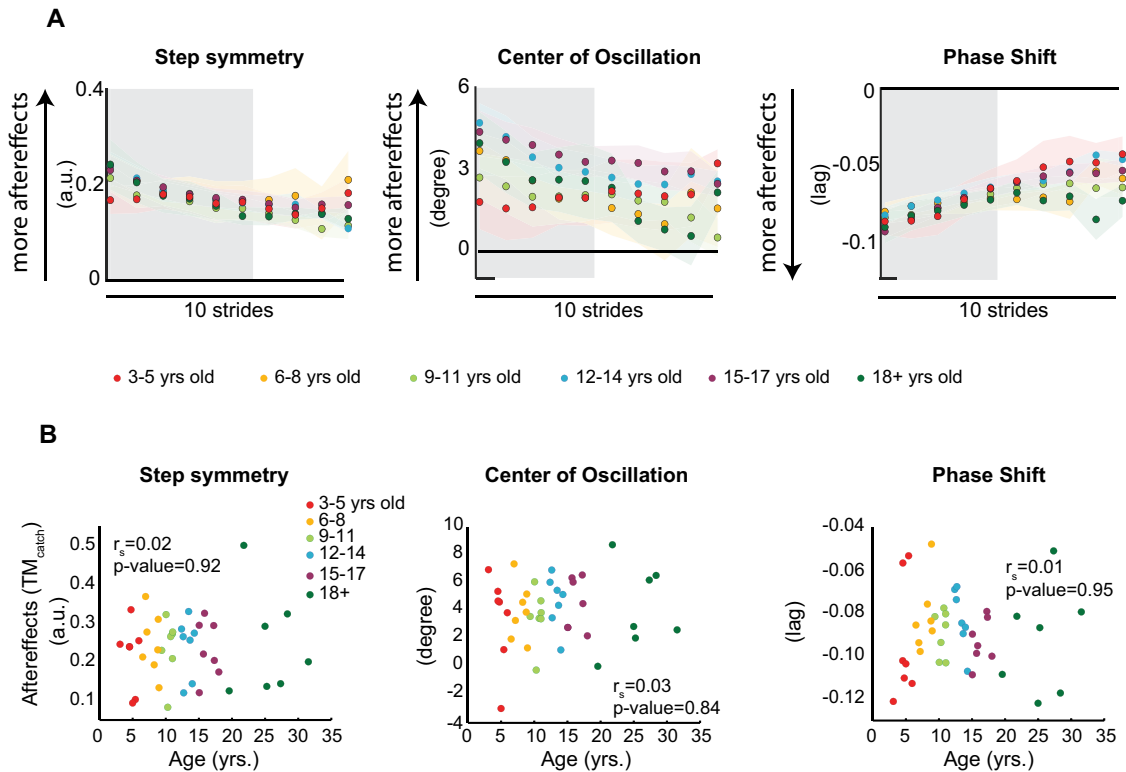 A
Step symmetry
Center of Oscillation
Phase Shift
more aftereffects
(a.u.)
0.4
0.2
0
10 strides
more aftereffects
(degree)
6
3
0
10 strides
more aftereffects
(lag)
0
-0.05
-0.1
10 strides
3-5 yrs old
6-8 yrs old
9-11 yrs old
12-14 yrs old
15-17 yrs old
18+ yrs old
B
Step symmetry
Center of Oscillation
Phase Shift
Aftereffects (TMcatch)
(a.u.)
0.5
0.4
0.3
0.2
0.1
rs=0.02
p-value=0.92
3-5 yrs old
6-8
9-11
12-14
15-17
18+
0 5 10 15 20 25 30 35
Age (yrs.)
(degree)
10
8
6
4
2
0
-2
-4
rs=0.03
p-value=0.84
0 5 10 15 20 25 30 35
Age (yrs.)
(lag)
-0.04
-0.06
-0.08
-0.10
-0.12
rs=0.01
p-value=0.95
0 5 10 15 20 25 30 35
Age (yrs.)